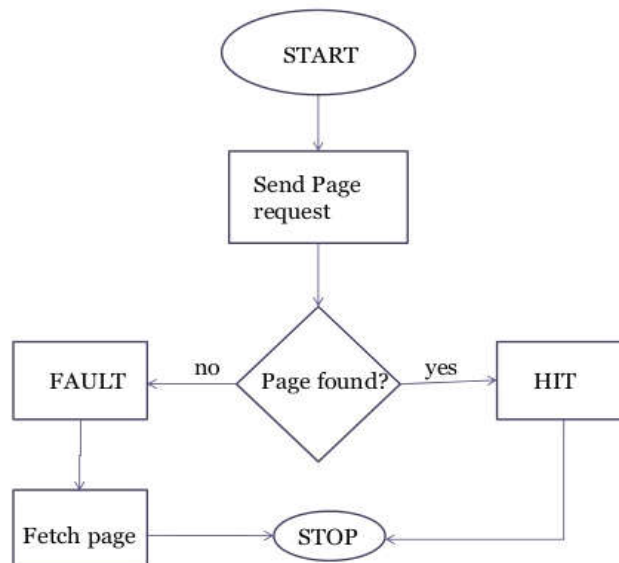 START
Send Page
request
no
yes
FAULT
Page found?
HIT
Fetch page
STOP